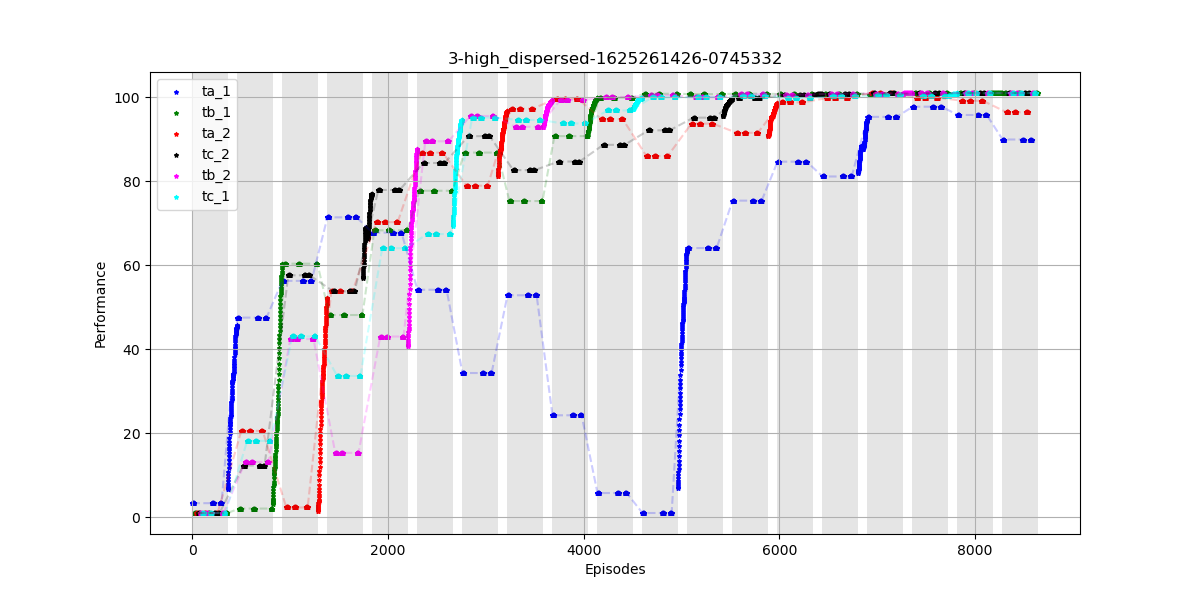 3-high_dispersed-1625261426-0745332
ta_1
tb_1
ta_2
tc_2
tb_2
tc_1
100
80
60
40
20
0
Performance
0 2000 4000 6000 8000
Episodes